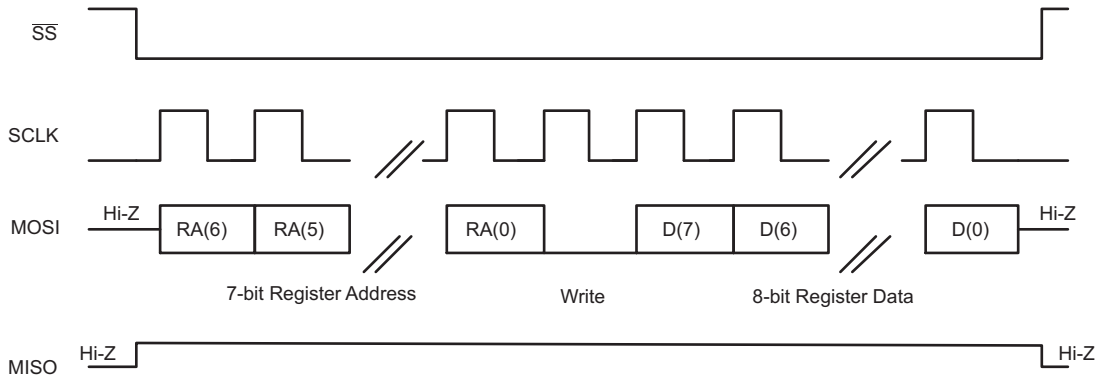 S̅S̅
SCLK
MOSI Hi-Z RA(6) RA(5) RA(0) D(7) D(6) D(0) Hi-Z
7-bit Register Address Write 8-bit Register Data
MISO Hi-Z Hi-Z